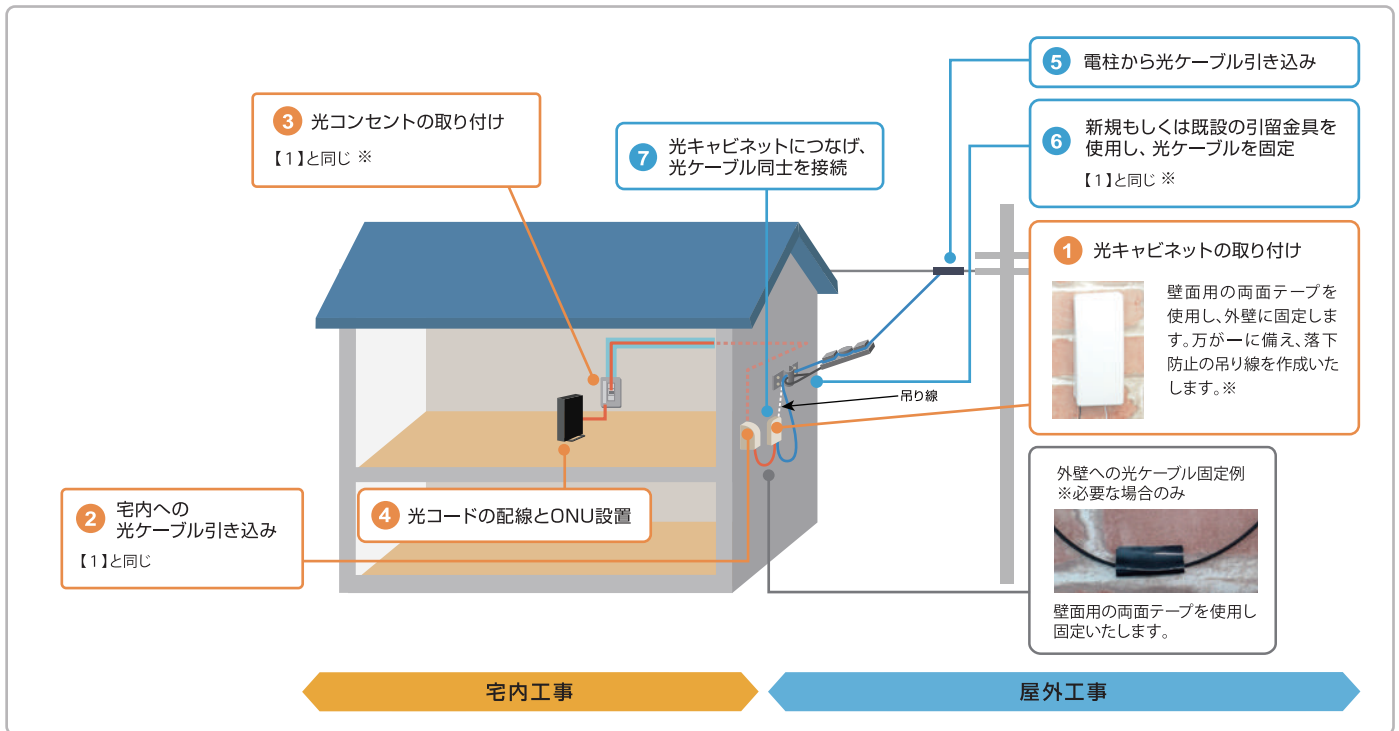 5 電柱から光ケーブル引き込み
6 新規もしくは既設の引留金具を
使用し、光ケーブルを固定
【1】と同じ ※
3 光コンセントの取り付け
【1】と同じ ※
7 光キャビネットにつなげ、
光ケーブル同士を接続
1 光キャビネットの取り付け
壁面用の両面テープを
使用し、外壁に固定しま
す。万が一に備え、落下
防止の吊り線を作成いた
します。※
吊り線
外壁への光ケーブル固定例
※必要な場合のみ
壁面用の両面テープを使用し
固定いたします。
2 宅内への
光ケーブル引き込み
【1】と同じ
4 光コードの配線とONU設置
宅内工事
屋外工事